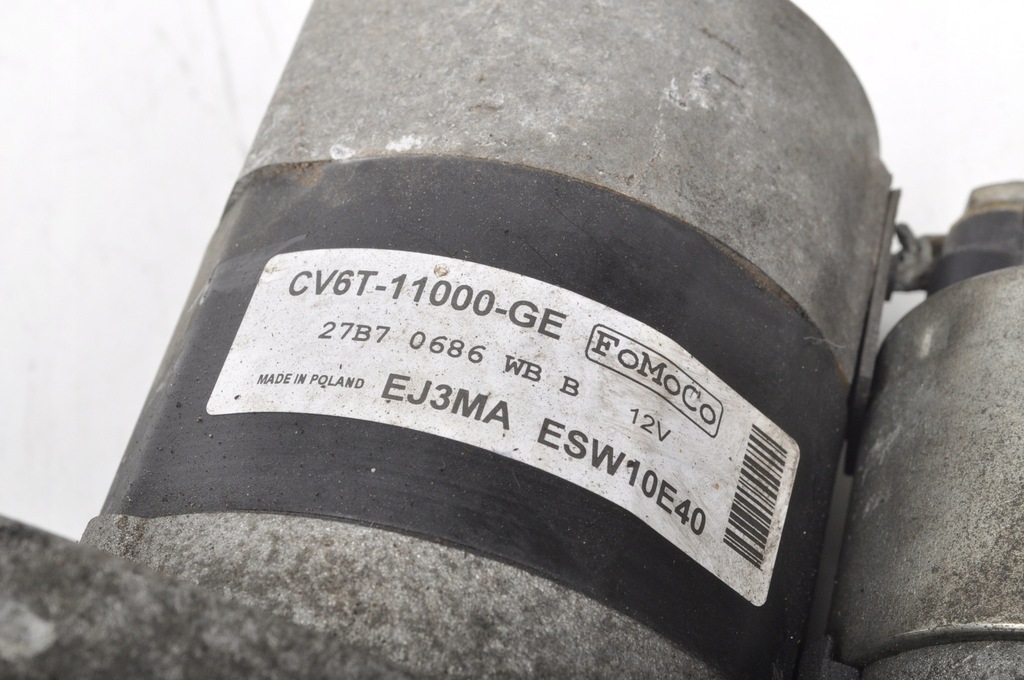 CV6T-11000-GE
FoMoCo
27B7 0686 WB B
12V
MADE IN POLAND
EJ3MA ESW10E40